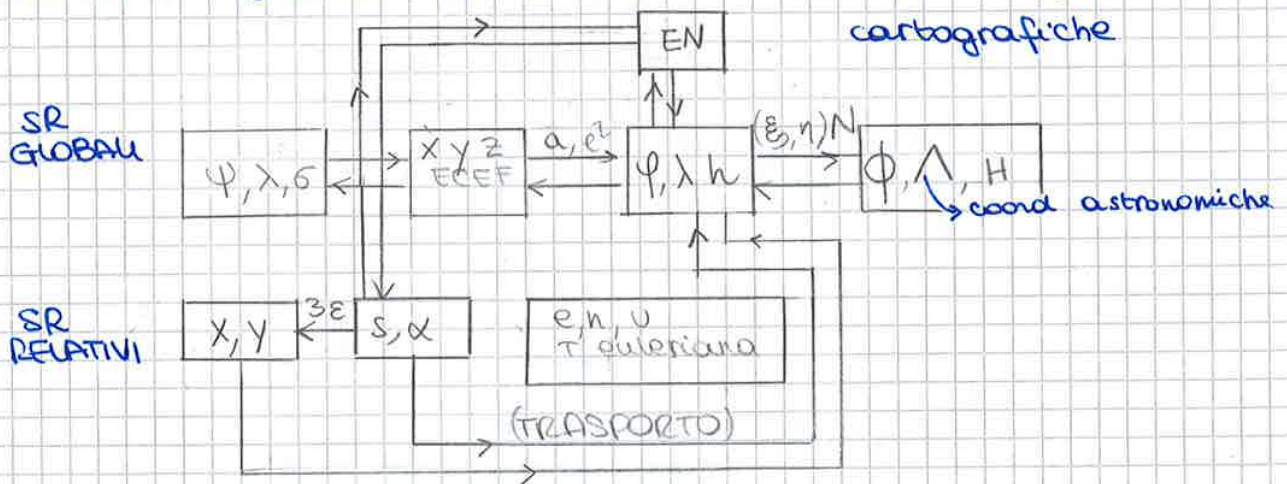 EN
cartografiche
SR
GLOBALI
ψ, λ, σ
X Y Z
ECEF
a, e²
φ, λ h
(ξ, η) N
Φ, Λ, H
coord astronomiche
SR
RELATIVI
X, Y
3ε
s, α
e, n, u
τ euleriana
(TRASPORTO)